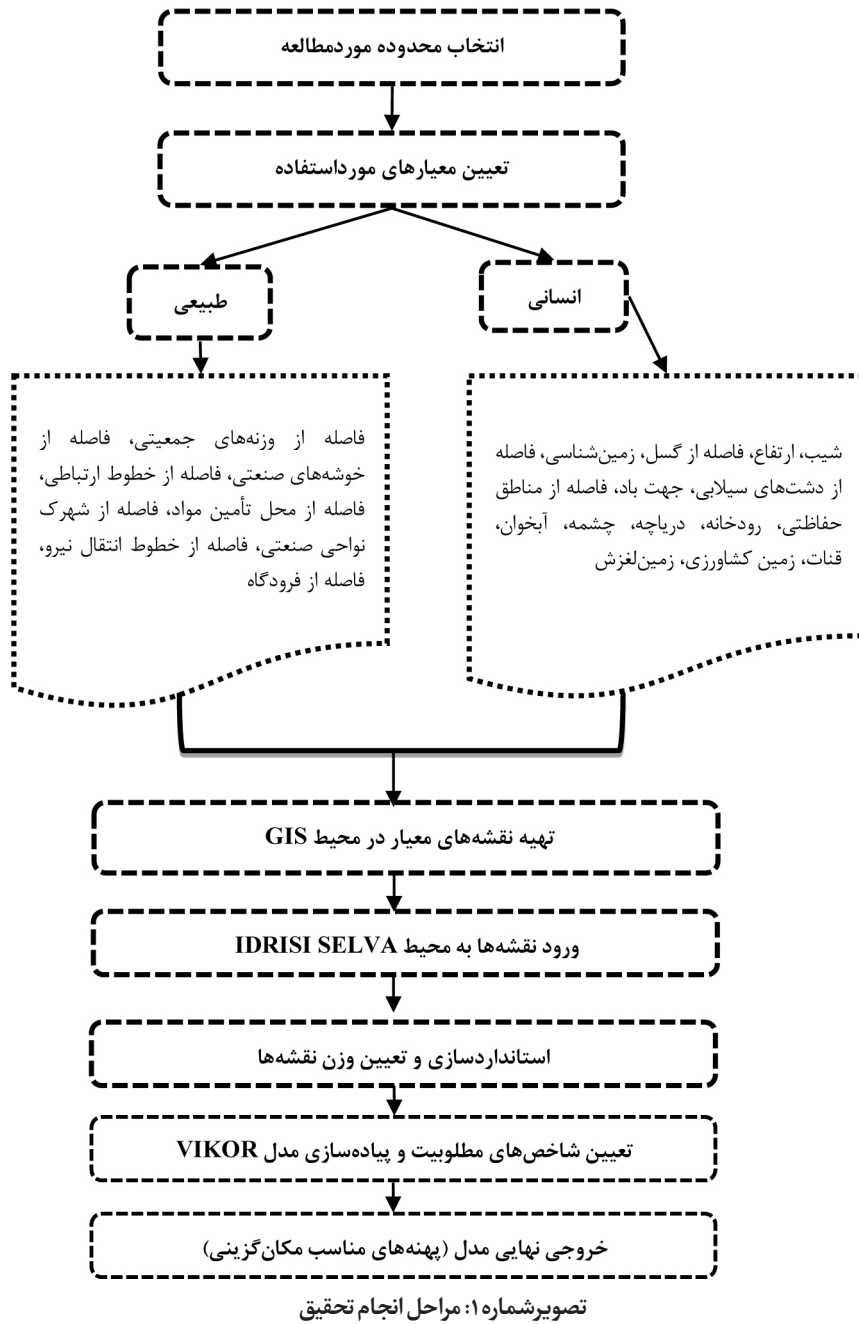 انتخاب محدوده موردمطالعه
تعیین معیارهای مورداستفاده
انسانی
طبیعی
شیب، ارتفاع، فاصله از گسل، زمین‌شناسی، فاصله
از دشت‌های سیلابی، جهت باد، فاصله از مناطق
حفاظتی، رودخانه، دریاچه، چشمه، آبخوان،
قنات، زمین کشاورزی، زمین‌لغزش
فاصله از وزنه‌های جمعیتی، فاصله از
خوشه‌های صنعتی، فاصله از خطوط ارتباطی،
فاصله از محل تأمین مواد، فاصله از شهرک
نواحی صنعتی، فاصله از خطوط انتقال نیرو،
فاصله از فرودگاه
تهیه نقشه‌های معیار در محیط GIS
ورود نقشه‌ها به محیط IDRISI SELVA
استانداردسازی و تعیین وزن نقشه‌ها
تعیین شاخص‌های مطلوبیت و پیاده‌سازی مدل VIKOR
خروجی نهایی مدل (پهنه‌های مناسب مکان‌گزینی)
تصویرشماره ۱: مراحل انجام تحقیق